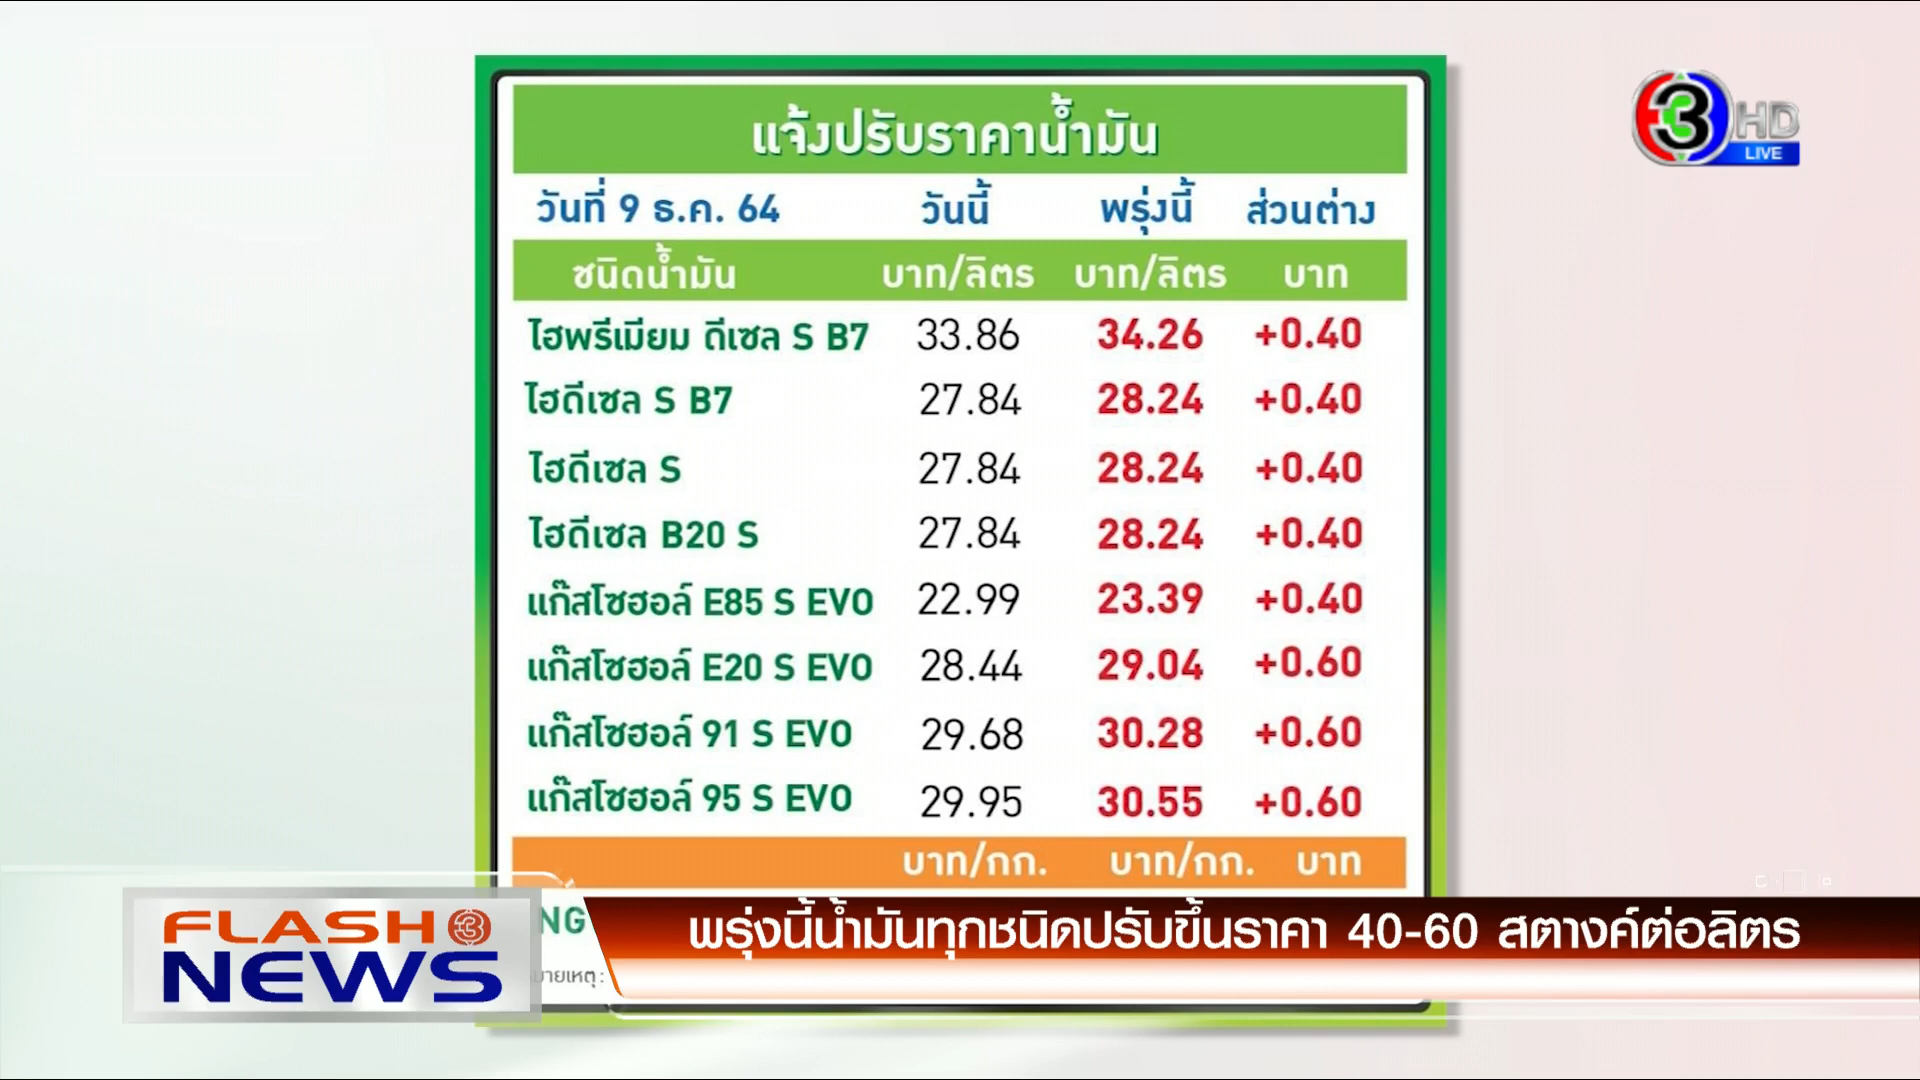 แจ้งปรับราคาน้ำมัน
3 HD
LIVE
วันที่ 9 ธ.ค. 64 วันนี้ พรุ่งนี้ ส่วนต่าง
ชนิดน้ำมัน บาท/ลิตร บาท/ลิตร บาท
ไฮพรีเมียม ดีเซล S B7 33.86 34.26 +0.40
ไฮดีเซล S B7 27.84 28.24 +0.40
ไฮดีเซล S 27.84 28.24 +0.40
ไฮดีเซล B20 S 27.84 28.24 +0.40
แก๊สโซฮอล์ E85 S EVO 22.99 23.39 +0.40
แก๊สโซฮอล์ E20 S EVO 28.44 29.04 +0.60
แก๊สโซฮอล์ 91 S EVO 29.68 30.28 +0.60
แก๊สโซฮอล์ 95 S EVO 29.95 30.55 +0.60
บาท/กก. บาท/กก. บาท
NG
FLASH 3
NEWS
พรุ่งนี้น้ำมันทุกชนิดปรับขึ้นราคา 40-60 สตางค์ต่อลิตร
มายเหตุ: